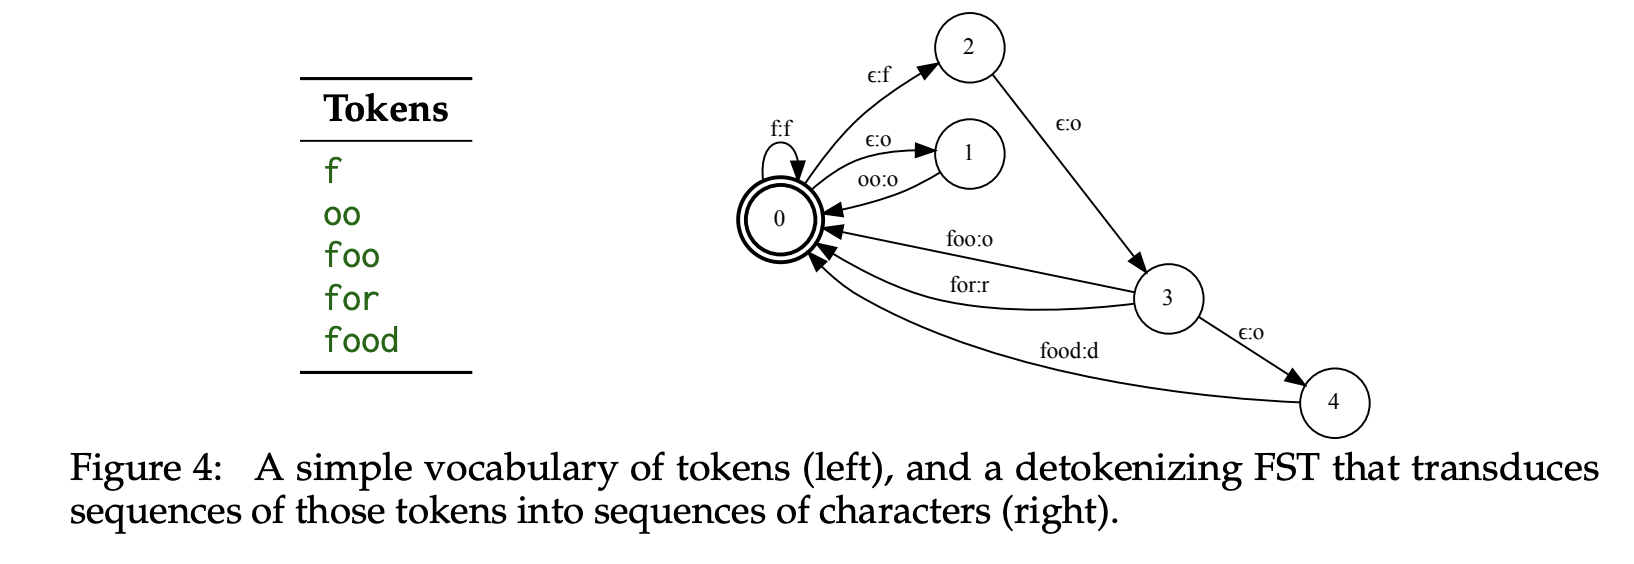 Tokens
f
oo
foo
for
food
f:f
ϵ:f
ϵ:o
oo:o
ϵ:o
foo:o
for:r
ϵ:o
food:d
0
1
2
3
4
Figure 4: A simple vocabulary of tokens (left), and a detokenizing FST that transduces
sequences of those tokens into sequences of characters (right).